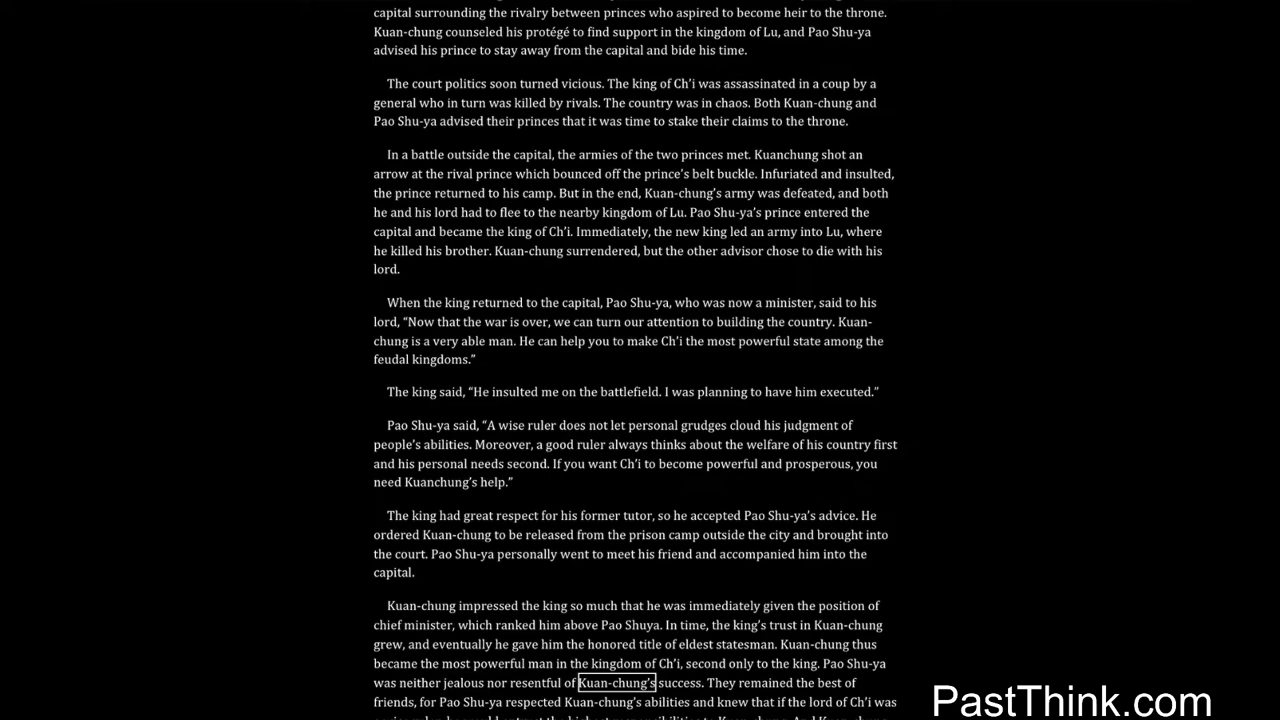 capital surrounding the rivalry between princes who aspired to become heir to the throne.
Kuan-chung counseled his protégé to find support in the kingdom of Lu, and Pao Shu-ya
advised his prince to stay away from the capital and bide his time.
The court politics soon turned vicious. The king of Ch’i was assassinated in a coup by a
general who in turn was killed by rivals. The country was in chaos. Both Kuan-chung and
Pao Shu-ya advised their princes that it was time to stake their claims to the throne.
In a battle outside the capital, the armies of the two princes met. Kuanchung shot an
arrow at the rival prince which bounced off the prince’s belt buckle. Infuriated and insulted,
the prince returned to his camp. But in the end, Kuan-chung’s army was defeated, and both
he and his lord had to flee to the nearby kingdom of Lu. Pao Shu-ya’s prince entered the
capital and became the king of Ch’i. Immediately, the new king led an army into Lu, where
he killed his brother. Kuan-chung surrendered, but the other advisor chose to die with his
lord.
When the king returned to the capital, Pao Shu-ya, who was now a minister, said to his
lord, “Now that the war is over, we can turn our attention to building the country. Kuan-
chung is a very able man. He can help you to make Ch’i the most powerful state among the
feudal kingdoms.”
The king said, “He insulted me on the battlefield. I was planning to have him executed.”
Pao Shu-ya said, “A wise ruler does not let personal grudges cloud his judgment of
people’s abilities. Moreover, a good ruler always thinks about the welfare of his country first
and his personal needs second. If you want Ch’i to become powerful and prosperous, you
need Kuanchung’s help.”
The king had great respect for his former tutor, so he accepted Pao Shu-ya’s advice. He
ordered Kuan-chung to be released from the prison camp outside the city and brought into
the court. Pao Shu-ya personally went to meet his friend and accompanied him into the
capital.
Kuan-chung impressed the king so much that he was immediately given the position of
chief minister, which ranked him above Pao Shuya. In time, the king’s trust in Kuan-chung
grew, and eventually he gave him the honored title of eldest statesman. Kuan-chung thus
became the most powerful man in the kingdom of Ch’i, second only to the king. Pao Shu-ya
was neither jealous nor resentful of Kuan-chung’s success. They remained the best of
friends, for Pao Shu-ya respected Kuan-chung’s abilities and knew that if the lord of Ch’i was
PastThink.com